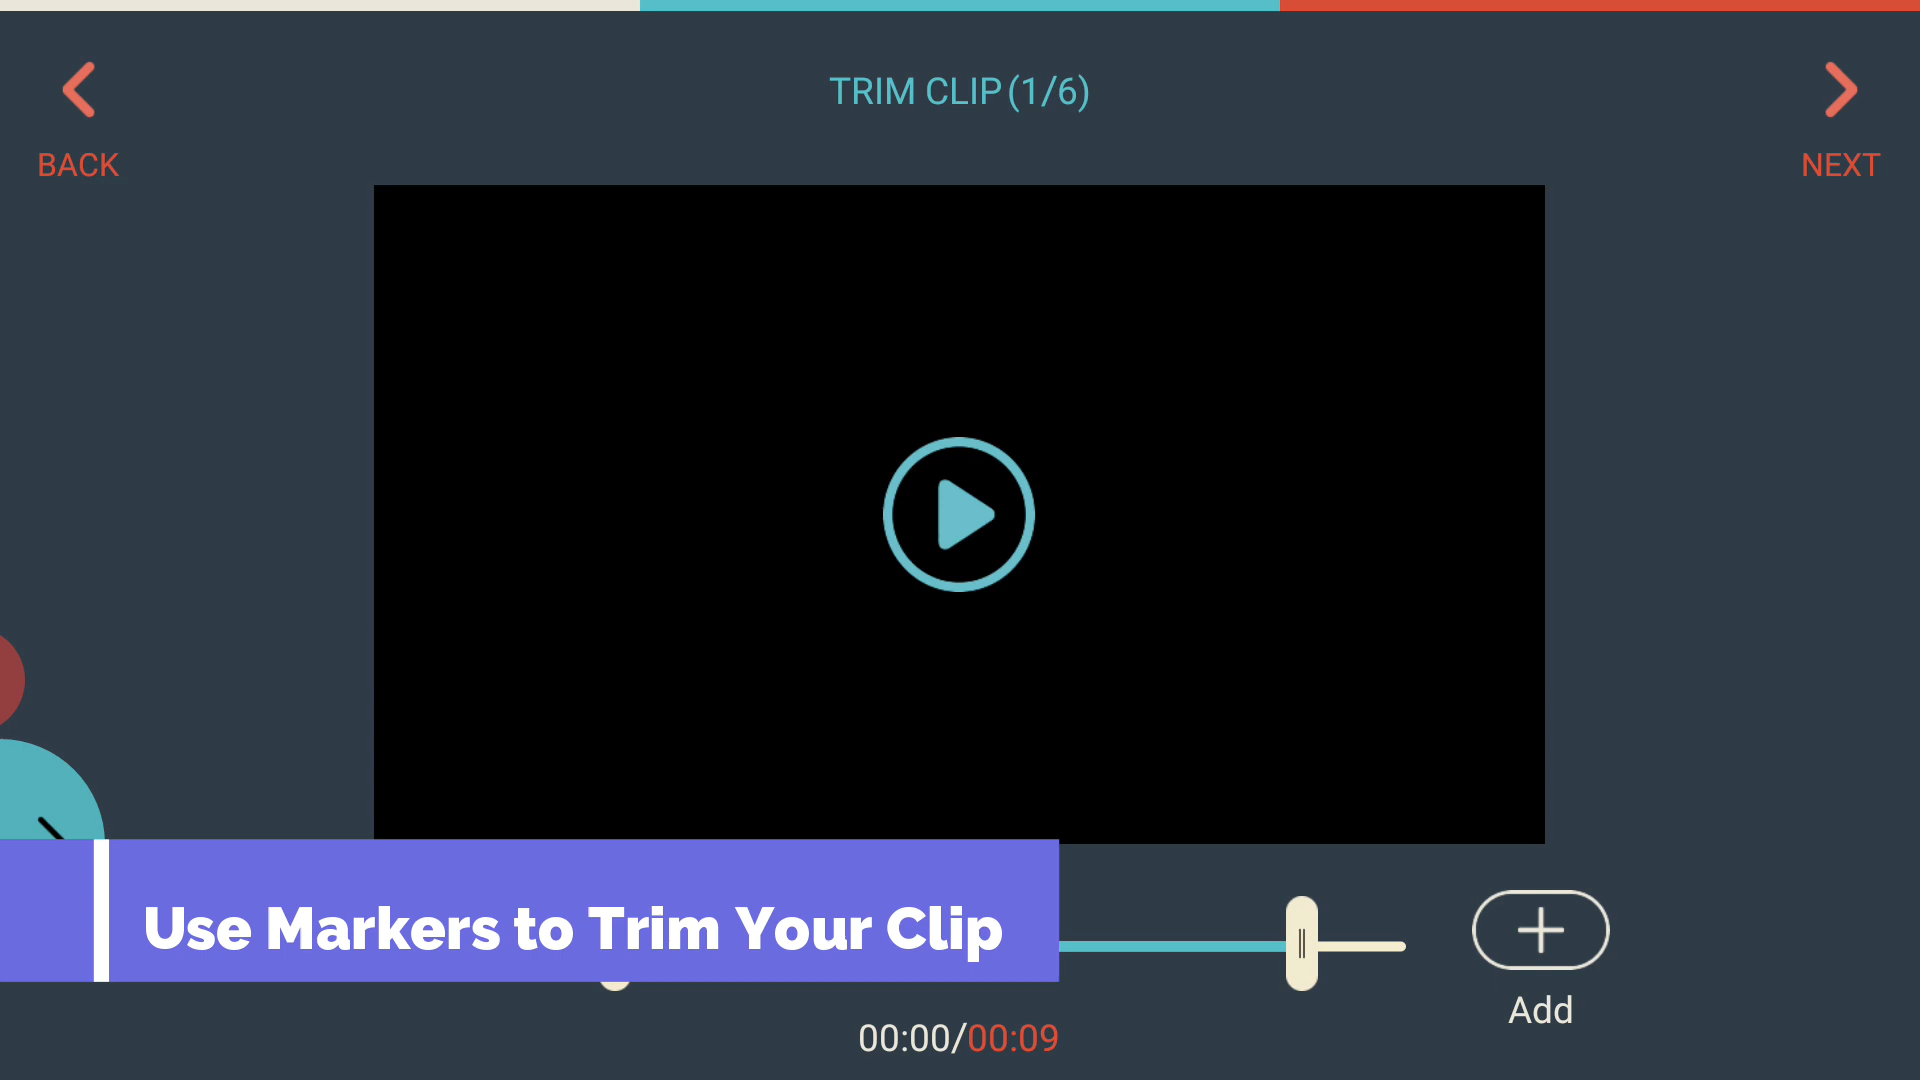 TRIM CLIP (1/6)
BACK
NEXT
Use Markers to Trim Your Clip
Add
00:00/00:09